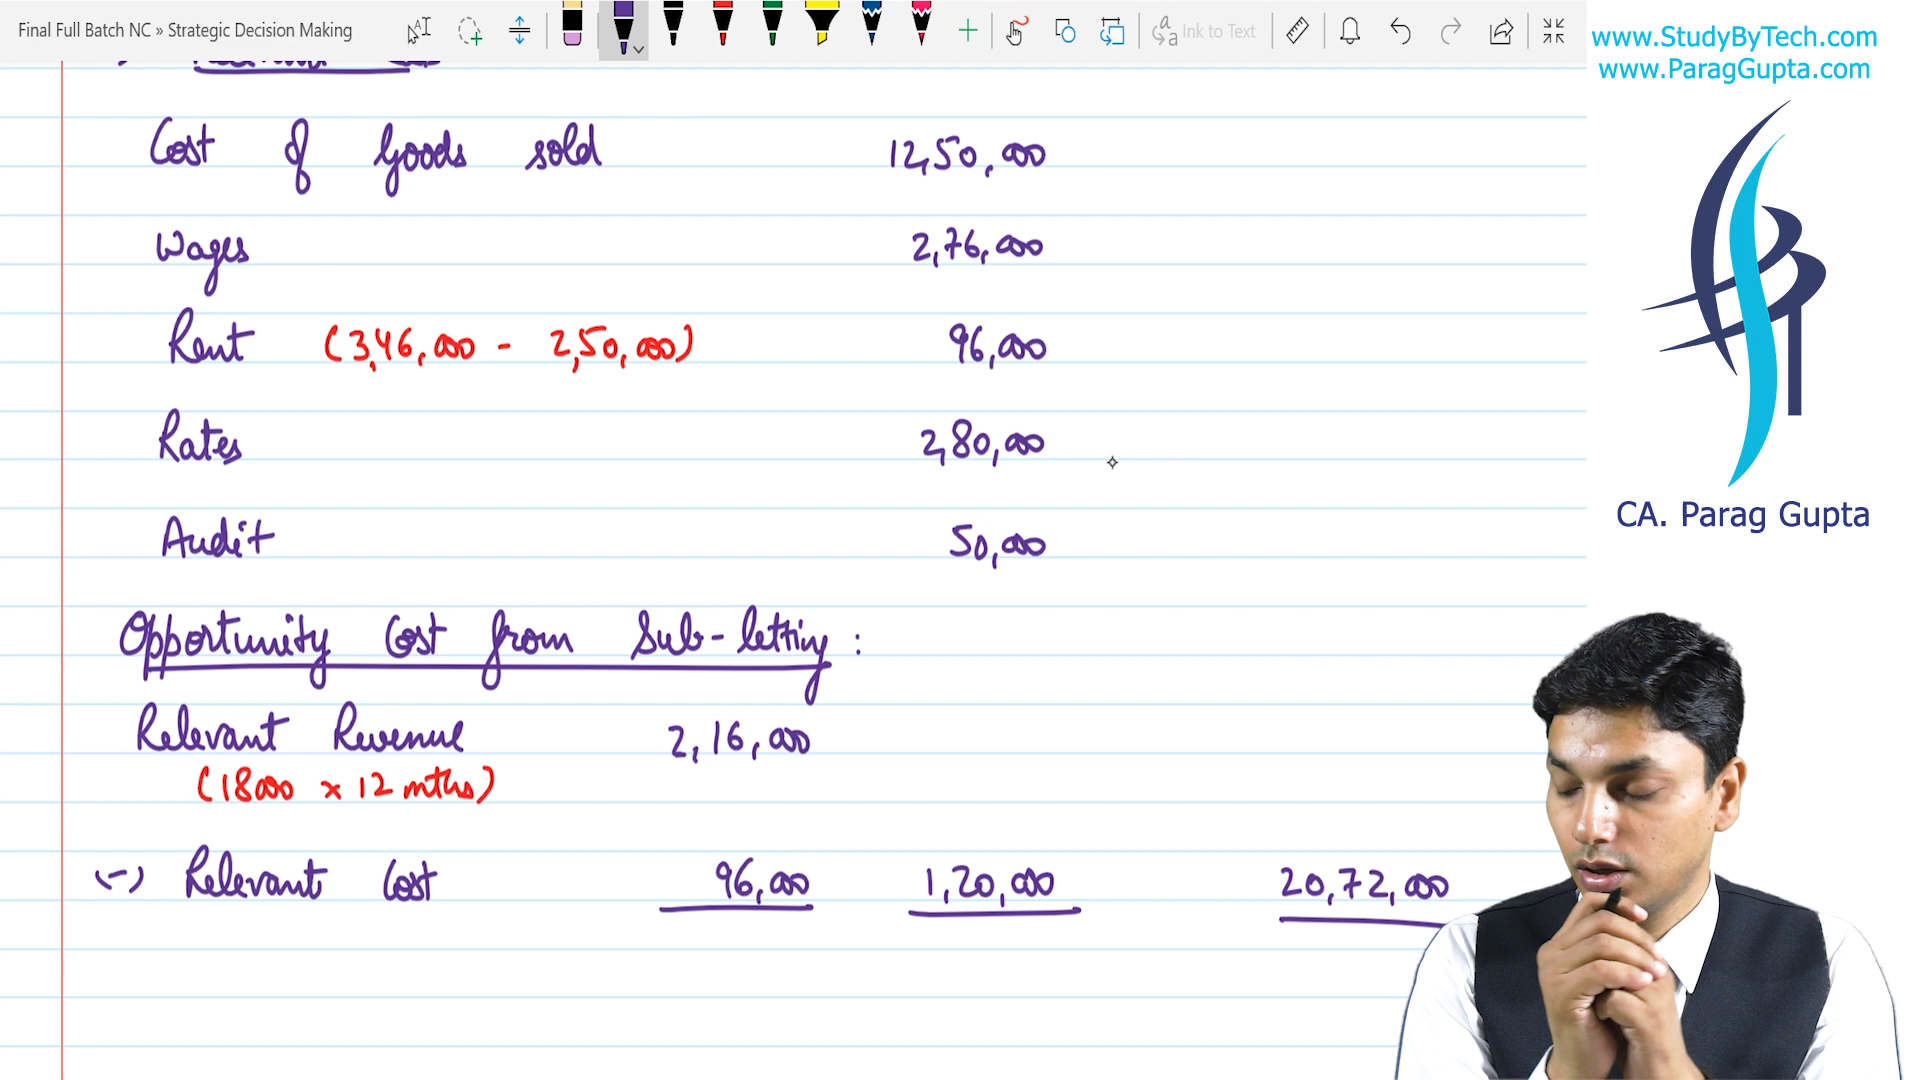 Final Full Batch NC » Strategic Decision Making
Ink to Text
www.StudyByTech.com
www.ParagGupta.com
Cost of Goods sold 12,50,000
Wages 2,76,000
Rent (3,46,000 - 2,50,000) 96,000
Rates 2,80,000
Audit 50,000
CA. Parag Gupta
Opportunity Cost from Sub-letting :
Relevant Revenue 2,16,000
(18000 x 12 mths)
(-) Relevant Cost 96,000 1,20,000 20,72,000